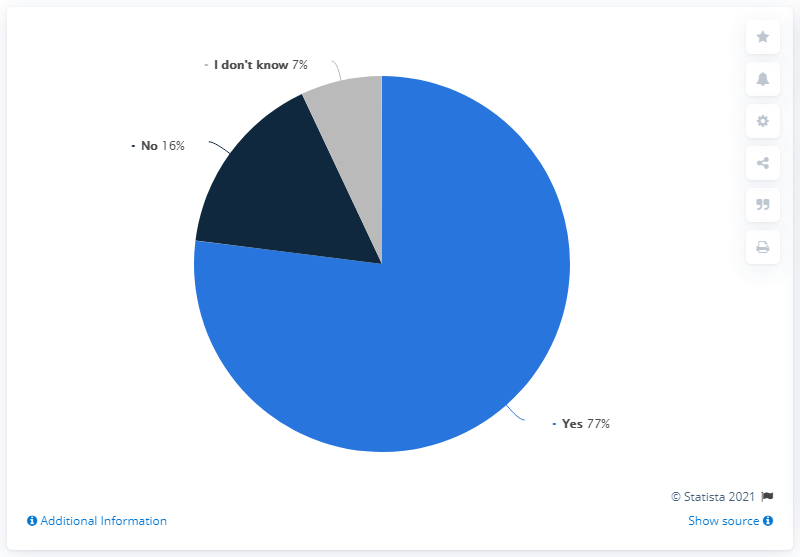 I don't know 7%
No 16%
Yes 77%
© Statista 2021
Additional Information
Show source